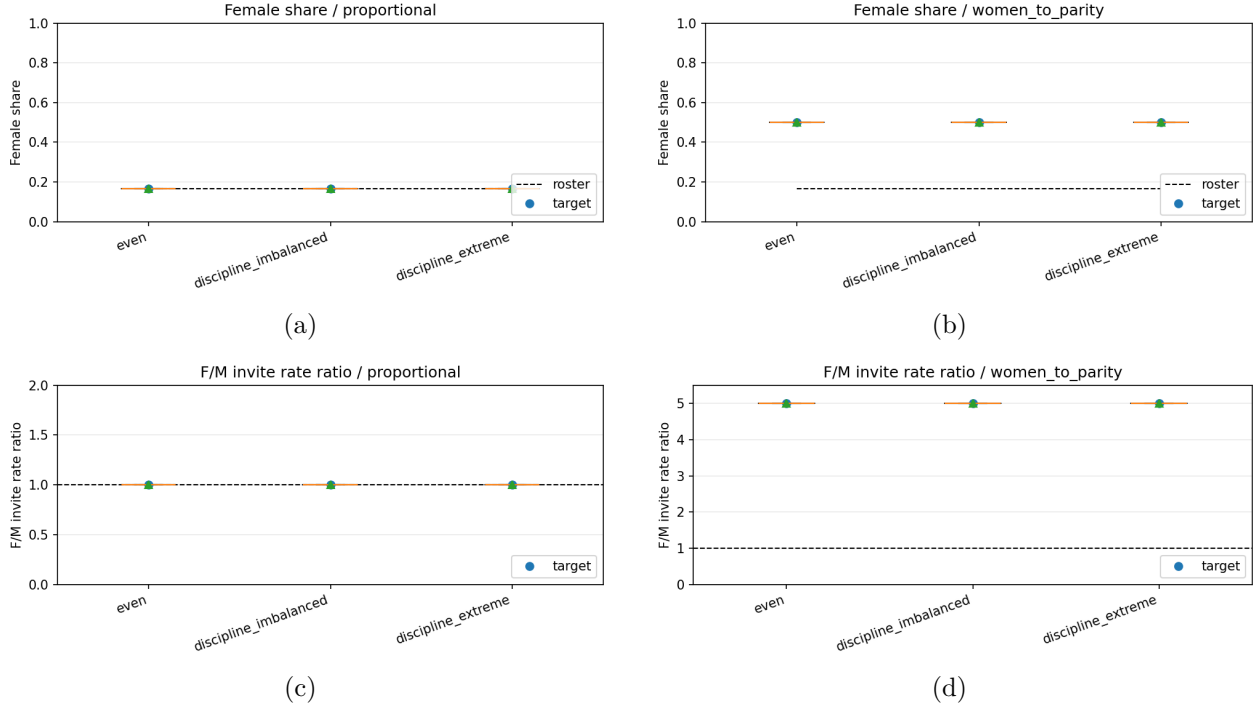 Female share / proportional
Female share
1.0
0.8
0.6
0.4
0.2
0.0
roster
target
even
discipline_imbalanced
discipline_extreme
(a)
Female share / women_to_parity
Female share
1.0
0.8
0.6
0.4
0.2
0.0
roster
target
even
discipline_imbalanced
discipline_extreme
(b)
F/M invite rate ratio / proportional
F/M invite rate ratio
2.0
1.5
1.0
0.5
0.0
target
even
discipline_imbalanced
discipline_extreme
(c)
F/M invite rate ratio / women_to_parity
F/M invite rate ratio
5
4
3
2
1
0
target
even
discipline_imbalanced
discipline_extreme
(d)